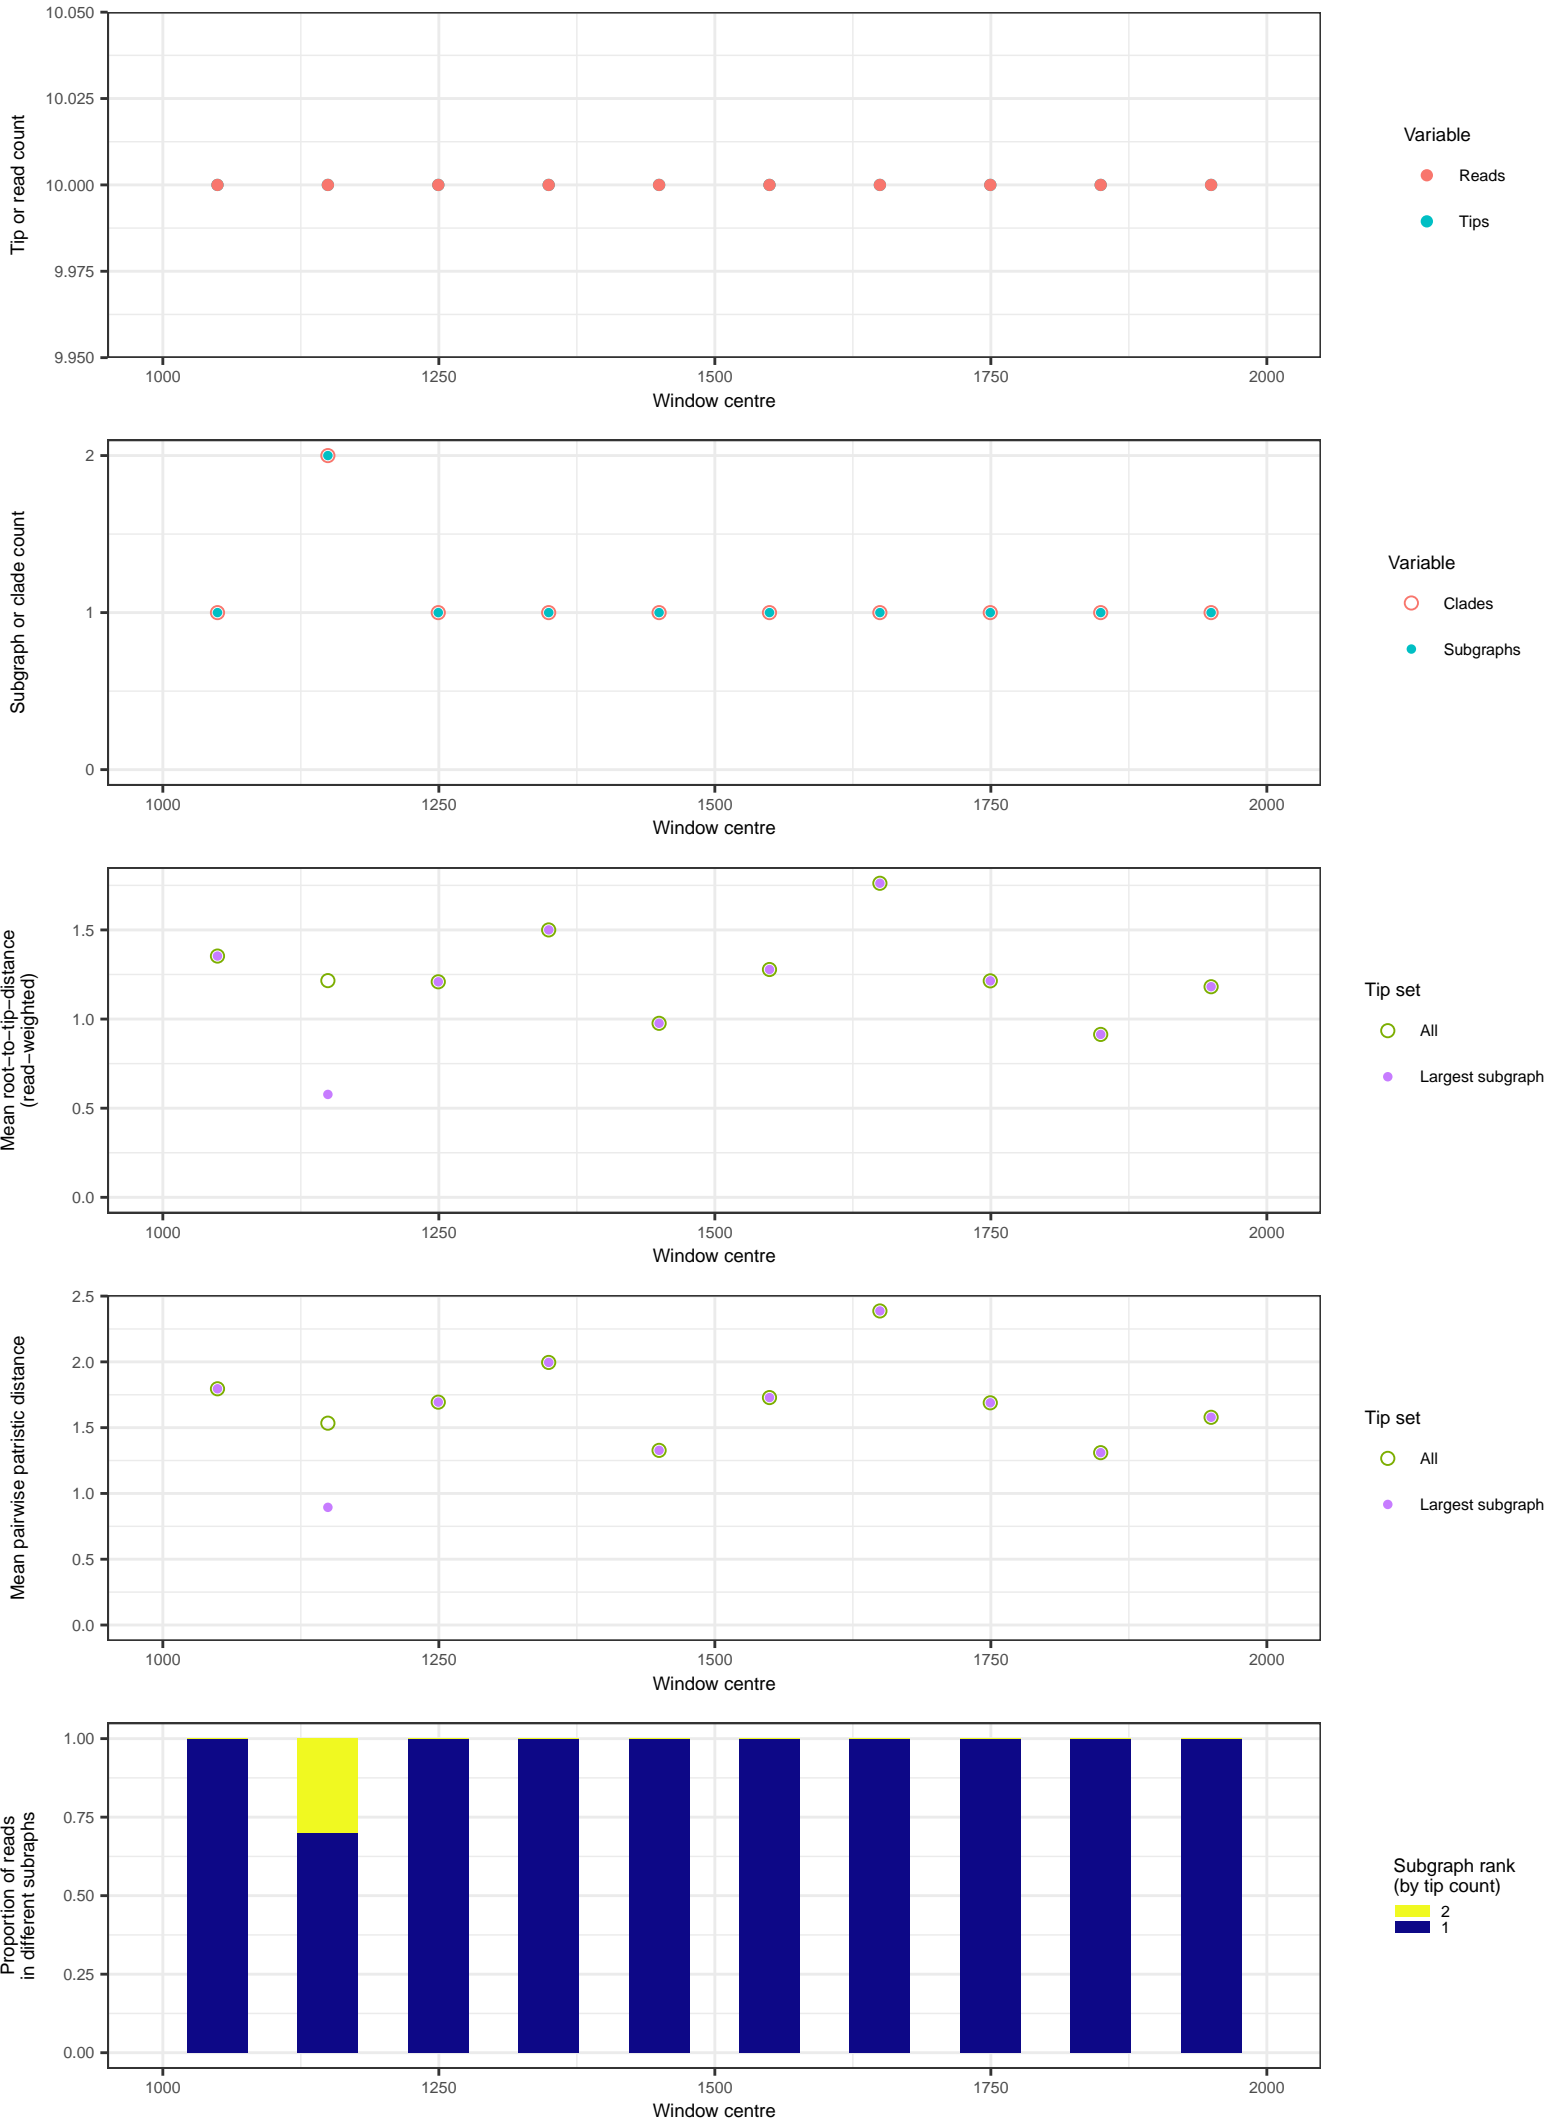 10.050
10.025
10.000
9.975
9.950
Tip or read count
1000 1250 1500 1750 2000
Window centre
Variable
Reads
Tips
2
1
0
Subgraph or clade count
1000 1250 1500 1750 2000
Window centre
Variable
Clades
Subgraphs
1.5
1.0
0.5
0.0
Mean root−to−tip−distance
(read−weighted)
1000 1250 1500 1750 2000
Window centre
Tip set
All
Largest subgraph
2.5
2.0
1.5
1.0
0.5
0.0
Mean pairwise patristic distance
1000 1250 1500 1750 2000
Window centre
Tip set
All
Largest subgraph
1.00
0.75
0.50
0.25
0.00
Proportion of reads
in different subraphs
1000 1250 1500 1750 2000
Window centre
Subgraph rank
(by tip count)
2
1